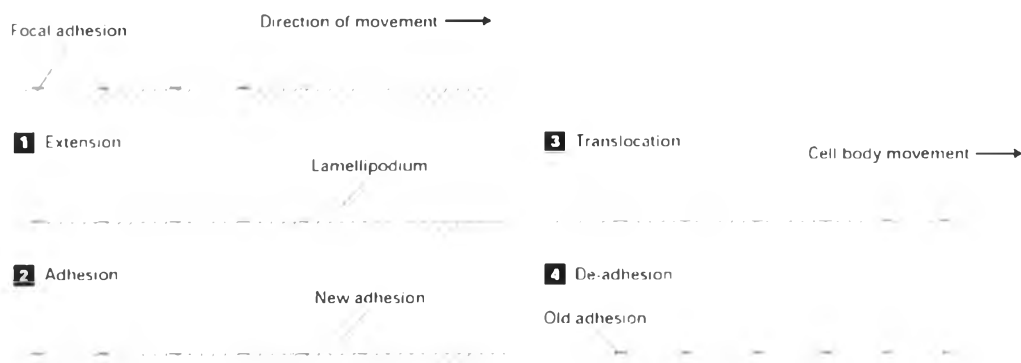 Focal adhesion
Direction of movement
1 Extension
Lamellipodium
2 Adhesion
New adhesion
3 Translocation
Cell body movement
4 De-adhesion
Old adhesion